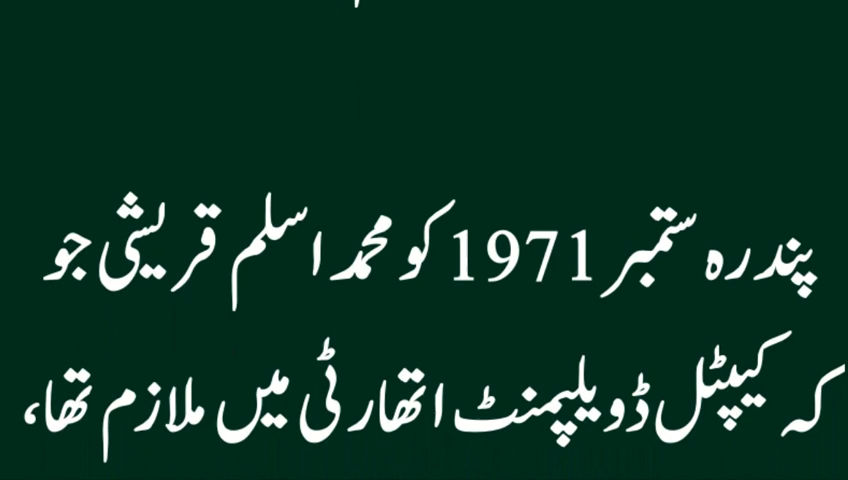 پندرہ ستمبر 1971 کو محمد اسلم قریشی جو
کہ کیپٹل ڈویلپمنٹ اتھارٹی میں ملازم تھا،